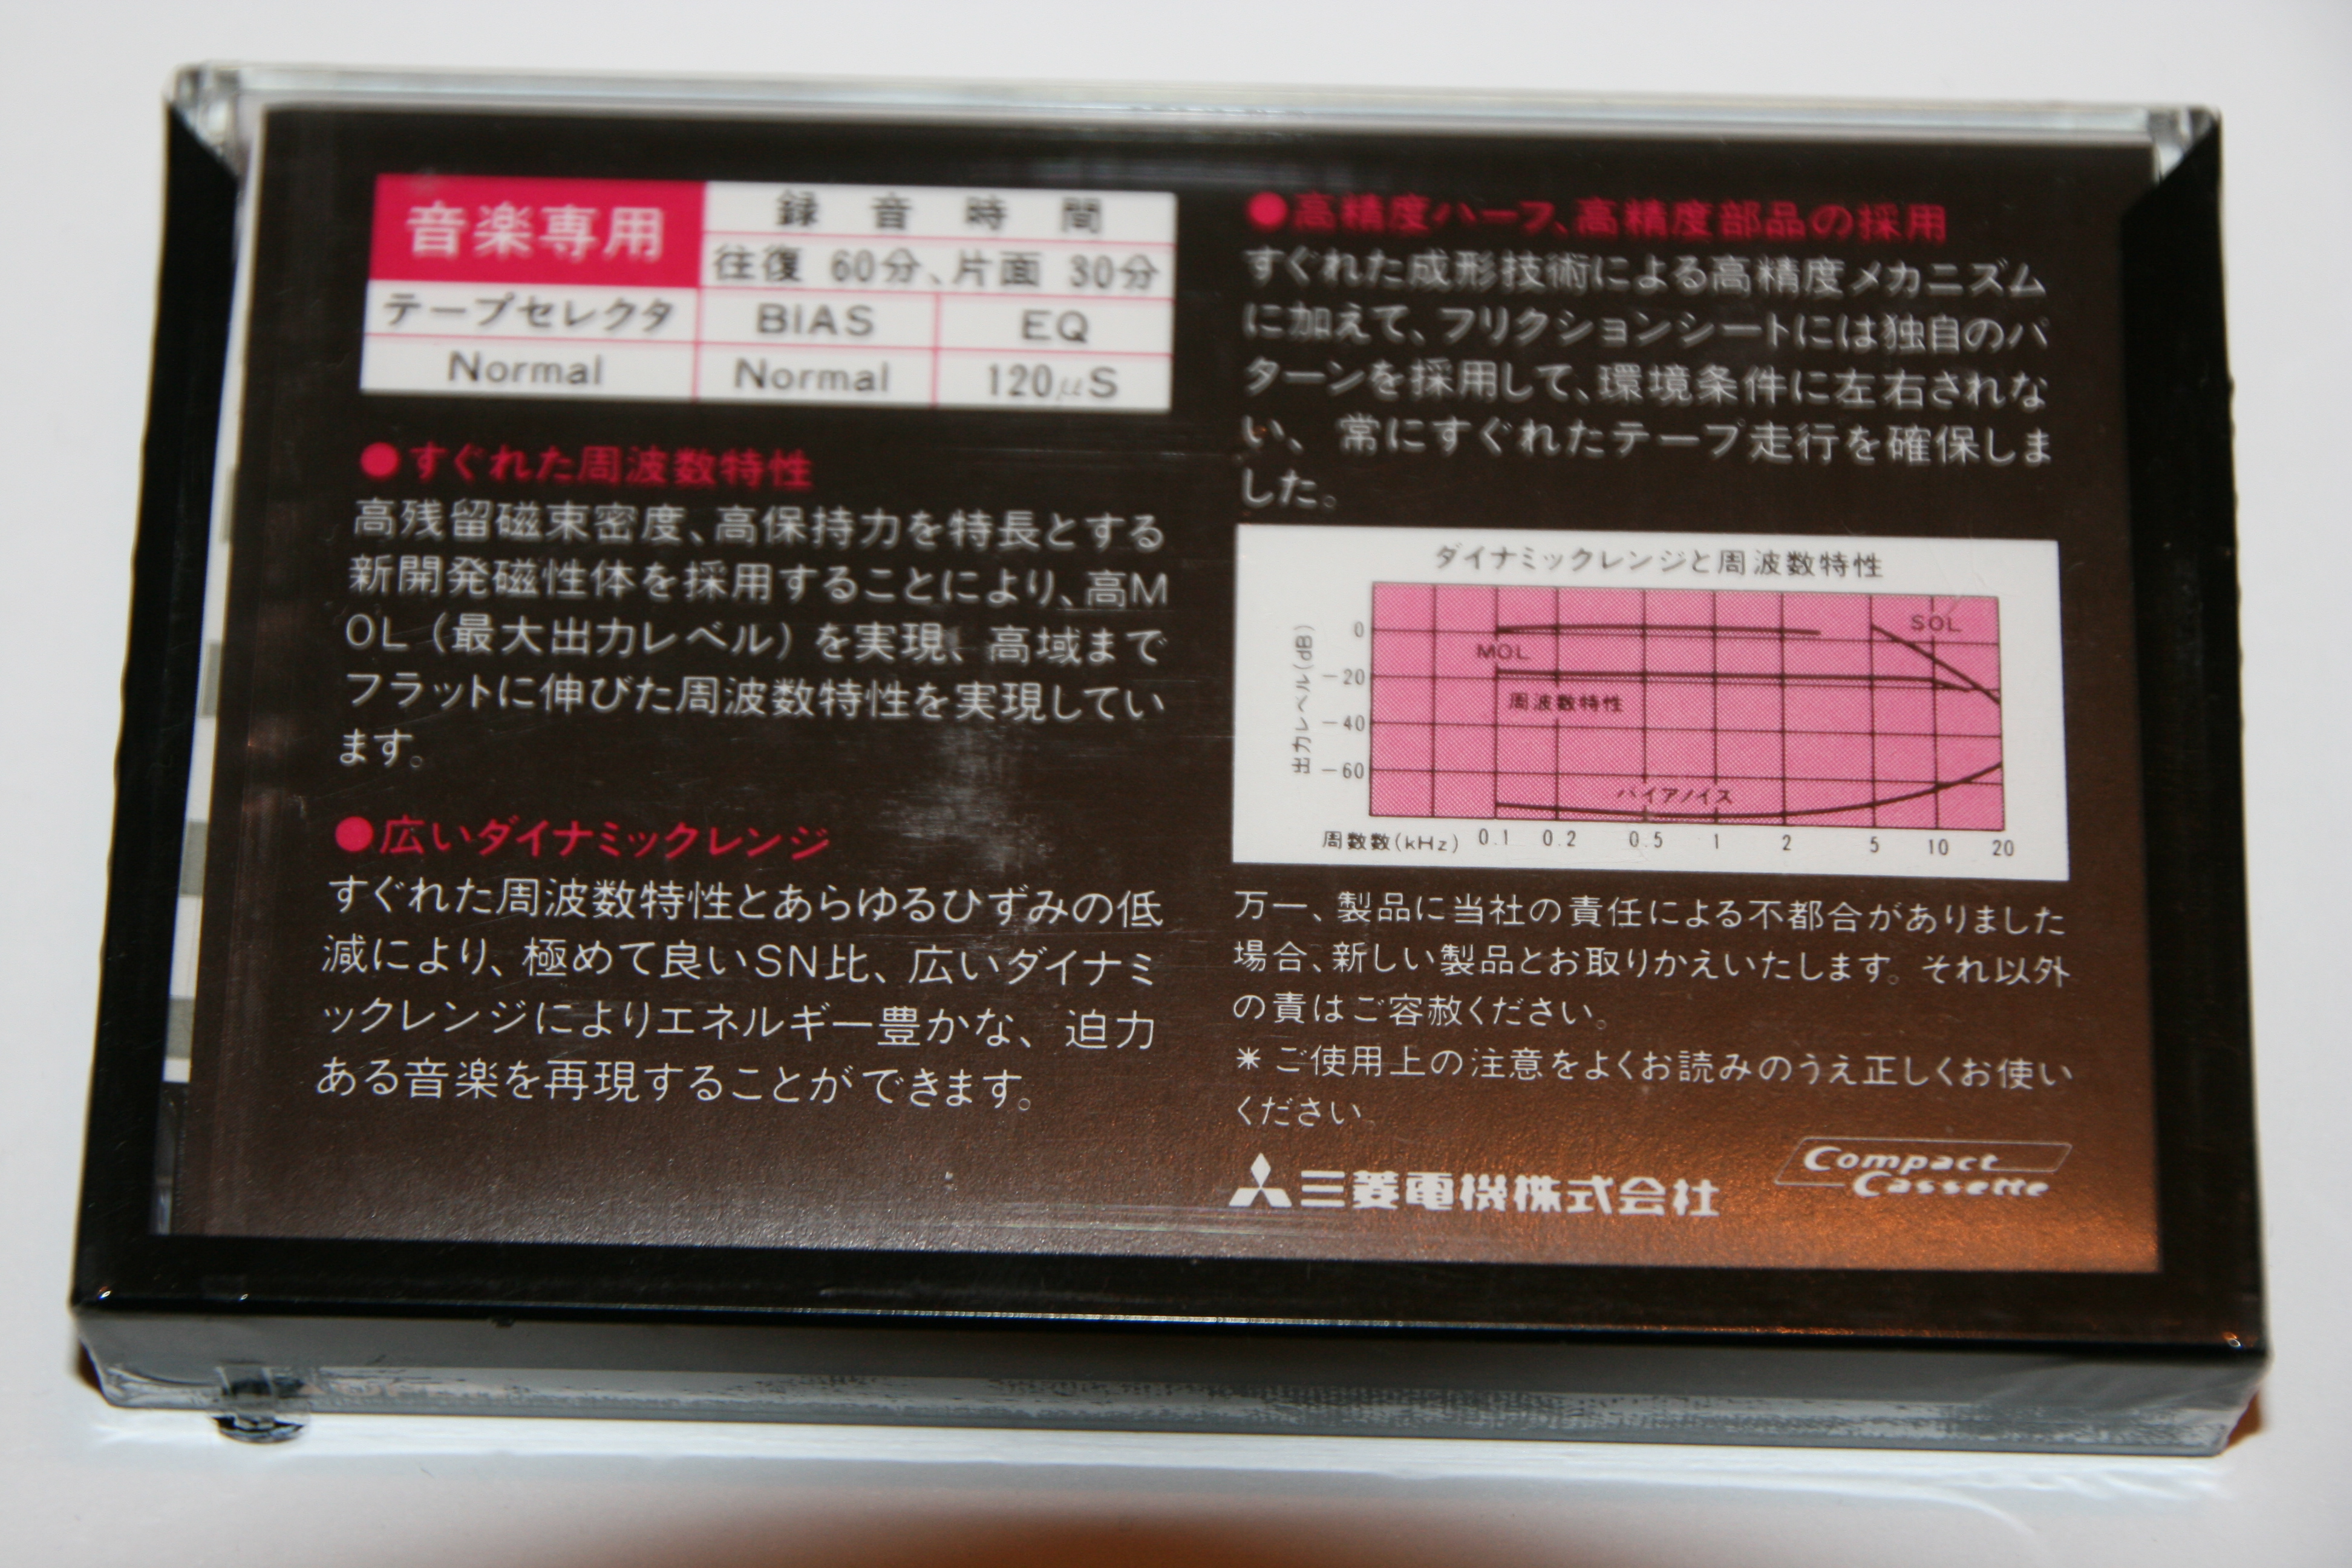 音楽専用
録音時間
往復 60分、片面 30分
テープセレクタ BIAS EQ
Normal Normal 120μS
●すぐれた周波数特性
高残留磁束密度、高保持力を特長とする
新開発磁性体を採用することにより、高M
OL（最大出力レベル）を実現、高域まで
フラットに伸びた周波数特性を実現してい
ます。
●広いダイナミックレンジ
すぐれた周波数特性とあらゆるひずみの低
減により、極めて良いSN比、広いダイナミ
ックレンジによりエネルギー豊かな、迫力
ある音楽を再現することができます。
●高精度ハーフ、高精度部品の採用
すぐれた成形技術による高精度メカニズム
に加えて、フリクションシートには独自のパ
ターンを採用して、環境条件に左右されな
い、常にすぐれたテープ走行を確保しま
した。
ダイナミックレンジと周波数特性
出力レベル(dB)
0
－20
－40
－60
SOL
MOL
周波数特性
バイアノイス
周数数(kHz) 0.1 0.2 0.5 1 2 5 10 20
万一、製品に当社の責任による不都合がありました
場合、新しい製品とお取りかえいたします。それ以外
の責はご容赦ください。
＊ご使用上の注意をよくお読みのうえ正しくお使い
ください
三菱電機株式会社
Compact
Cassette